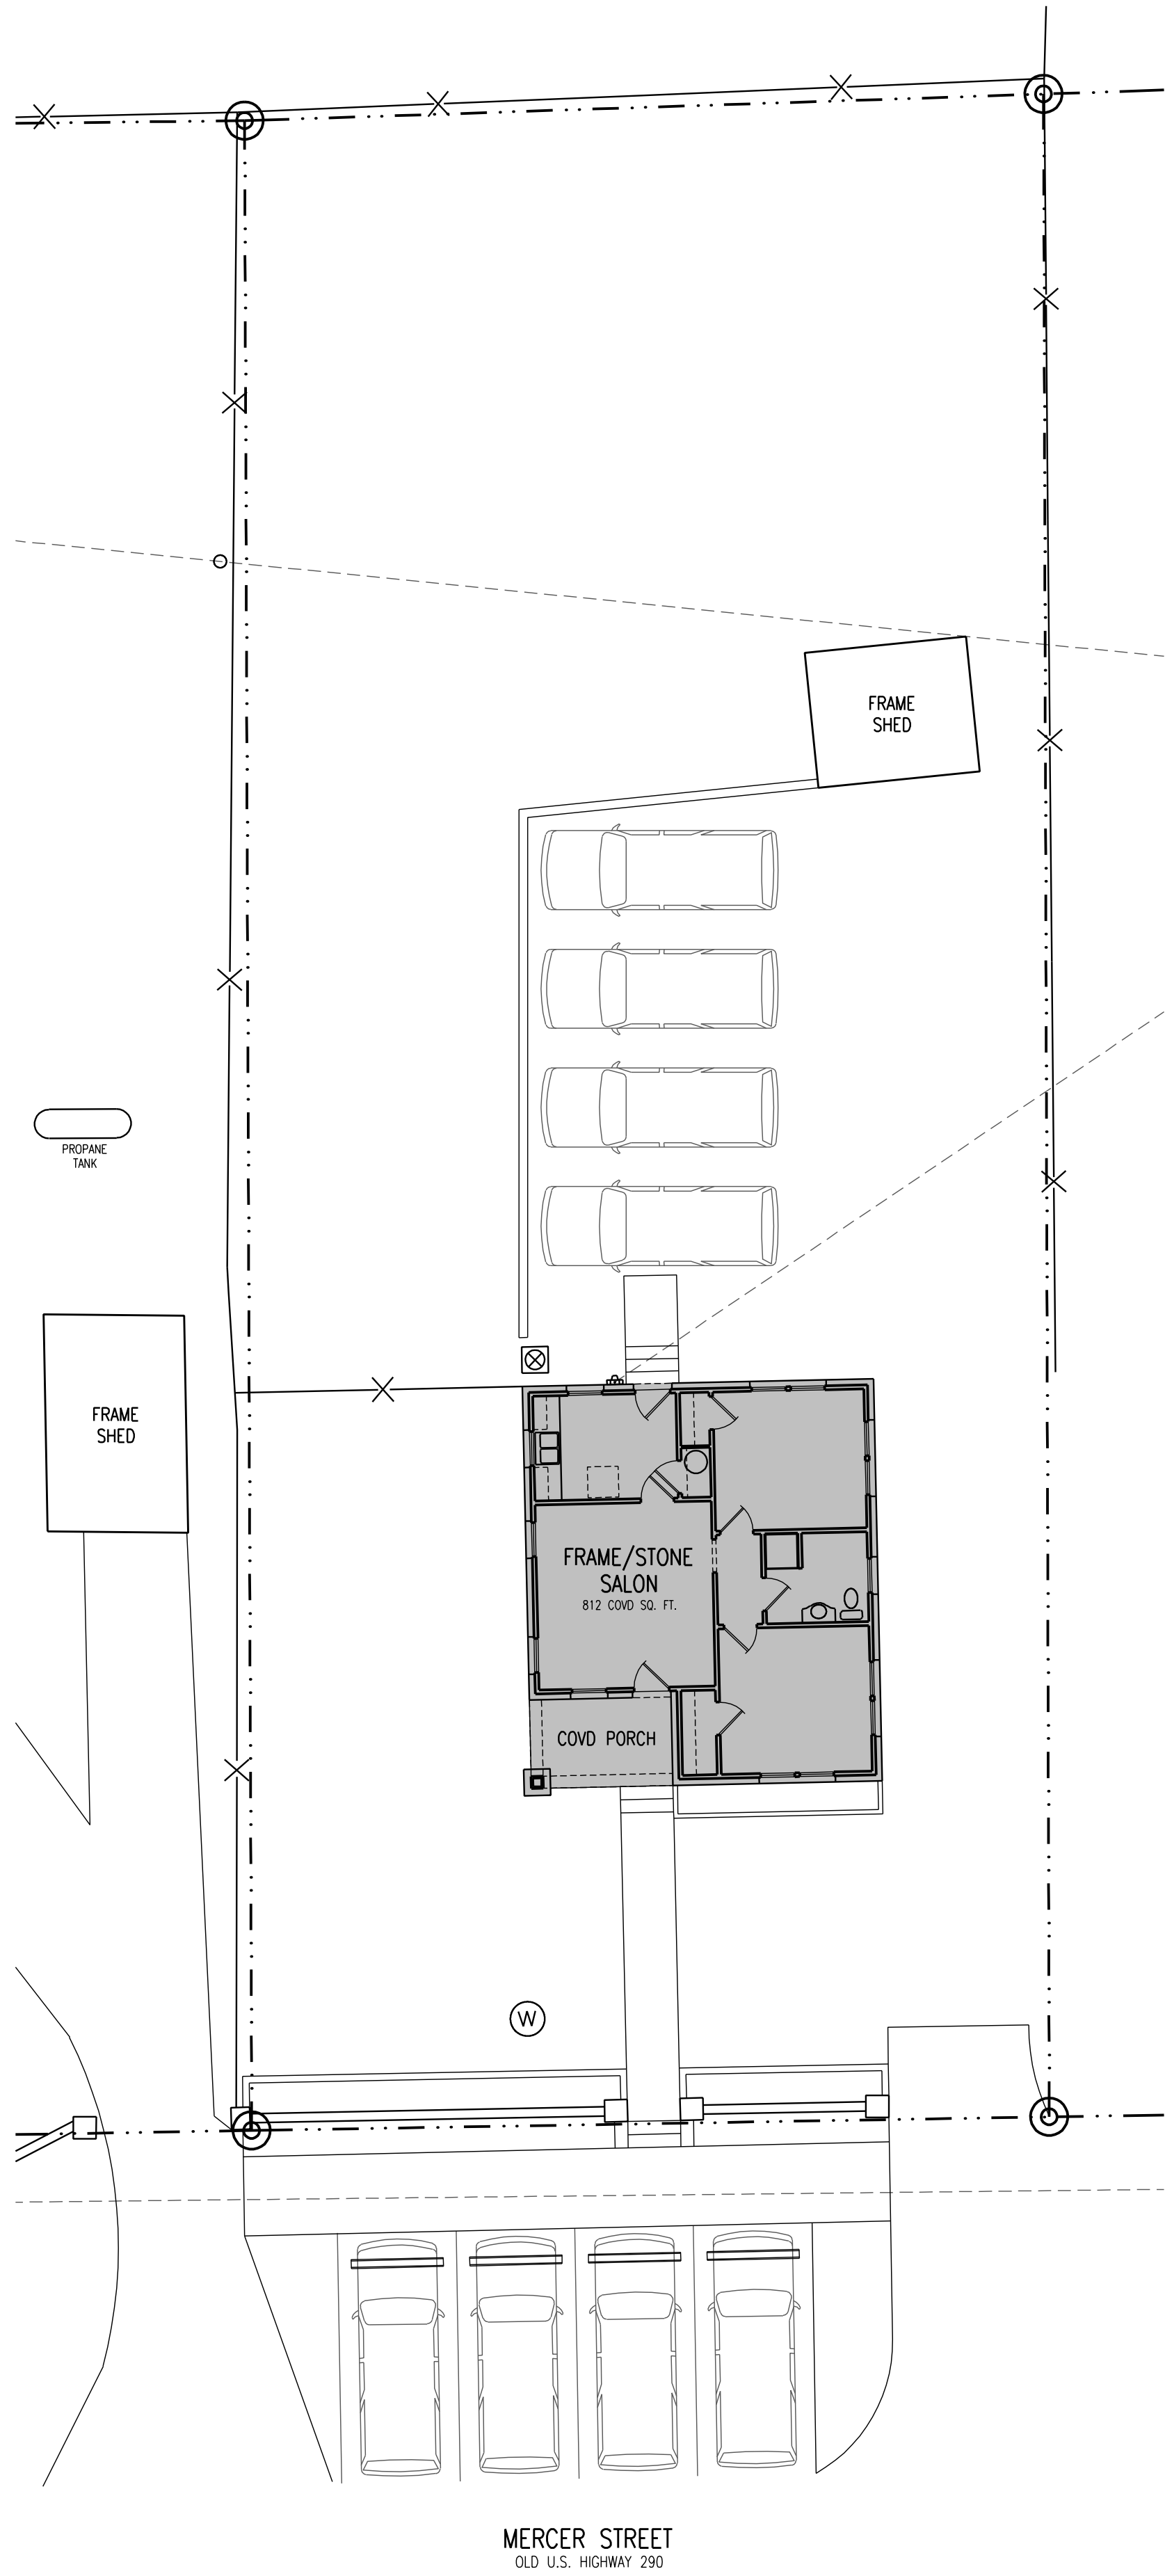 FRAME
SHED
PROPANE
TANK
FRAME
SHED
FRAME/STONE
SALON
812 COVD SQ. FT.
COVD PORCH
W
MERCER STREET
OLD U.S. HIGHWAY 290